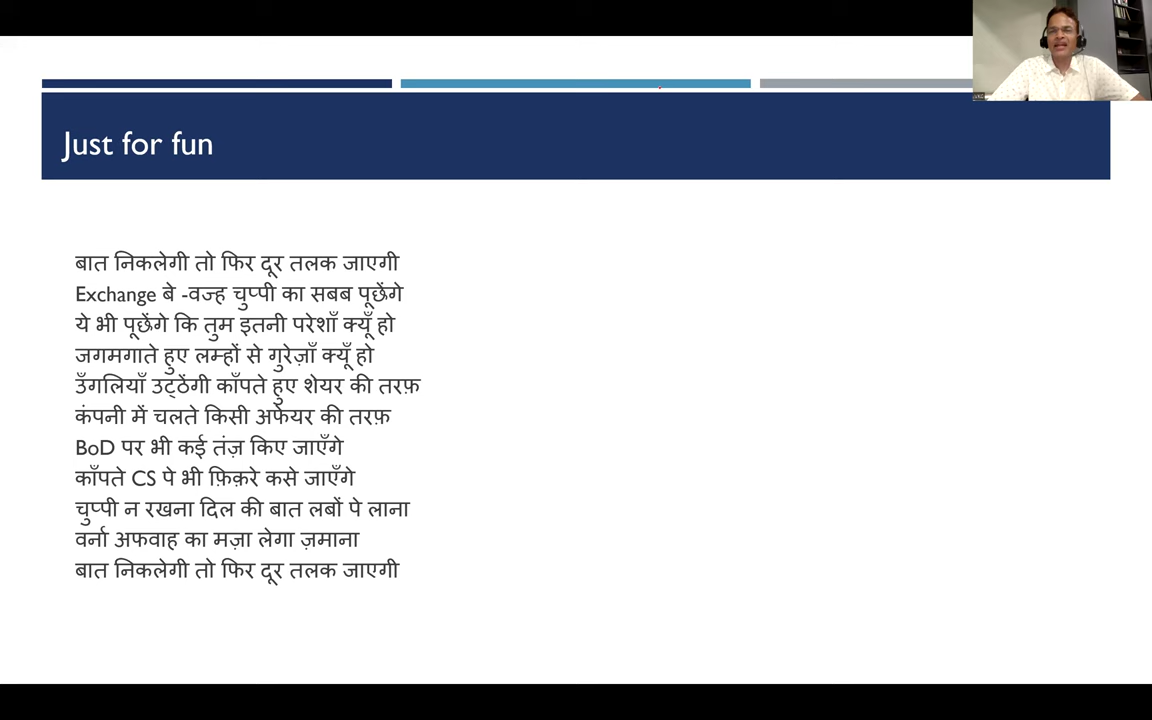 Just for fun
बात निकलेगी तो फिर दूर तलक जाएगी
Exchange बे -वज्ह चुप्पी का सबब पूछेंगे
ये भी पूछेंगे कि तुम इतनी परेशाँ क्यूँ हो
जगमगाते हुए लम्हों से गुरेज़ाँ क्यूँ हो
उँगलियाँ उट्ठेंगी काँपते हुए शेयर की तरफ़
कंपनी में चलते किसी अफेयर की तरफ़
BoD पर भी कई तंज़ किए जाएँगे
काँपते CS पे भी फ़िक़रे कसे जाएँगे
चुप्पी न रखना दिल की बात लबों पे लाना
वर्ना अफवाह का मज़ा लेगा ज़माना
बात निकलेगी तो फिर दूर तलक जाएगी